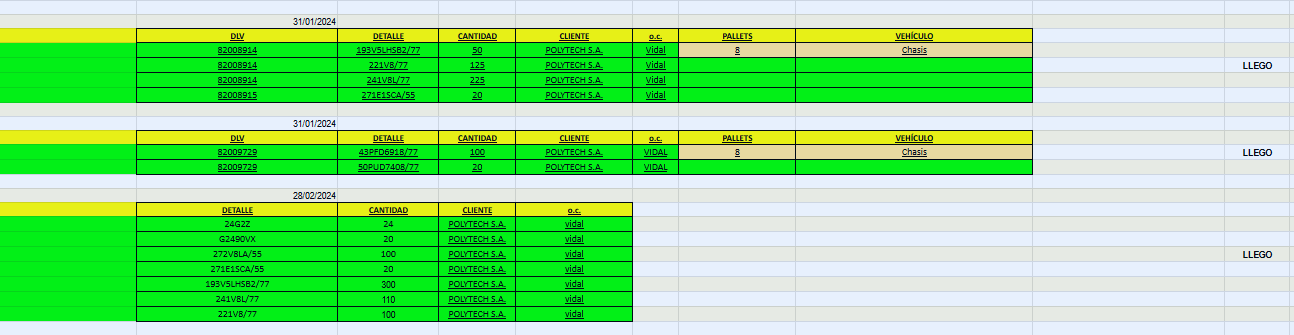 31/01/2024
DLV DETALLE CANTIDAD CLIENTE o.c. PALLETS VEHÍCULO
82008914 193V5LHSB2/77 50 POLYTECH S.A. Vidal 8 Chasis
82008914 221V8/77 125 POLYTECH S.A. Vidal LLEGO
82008914 241V8L/77 225 POLYTECH S.A. Vidal
82008915 271E1SCA/55 20 POLYTECH S.A. Vidal
31/01/2024
DLV DETALLE CANTIDAD CLIENTE o.c. PALLETS VEHÍCULO
82009729 43PFD6918/77 100 POLYTECH S.A. VIDAL 8 Chasis LLEGO
82009729 50PUD7408/77 20 POLYTECH S.A. VIDAL
28/02/2024
DETALLE CANTIDAD CLIENTE o.c.
24G2Z 24 POLYTECH S.A. vidal
G2490VX 20 POLYTECH S.A. vidal
272V8LA/55 100 POLYTECH S.A. vidal LLEGO
271E1SCA/55 20 POLYTECH S.A. vidal
193V5LHSB2/77 300 POLYTECH S.A. vidal
241V8L/77 110 POLYTECH S.A. vidal
221V8/77 100 POLYTECH S.A. vidal